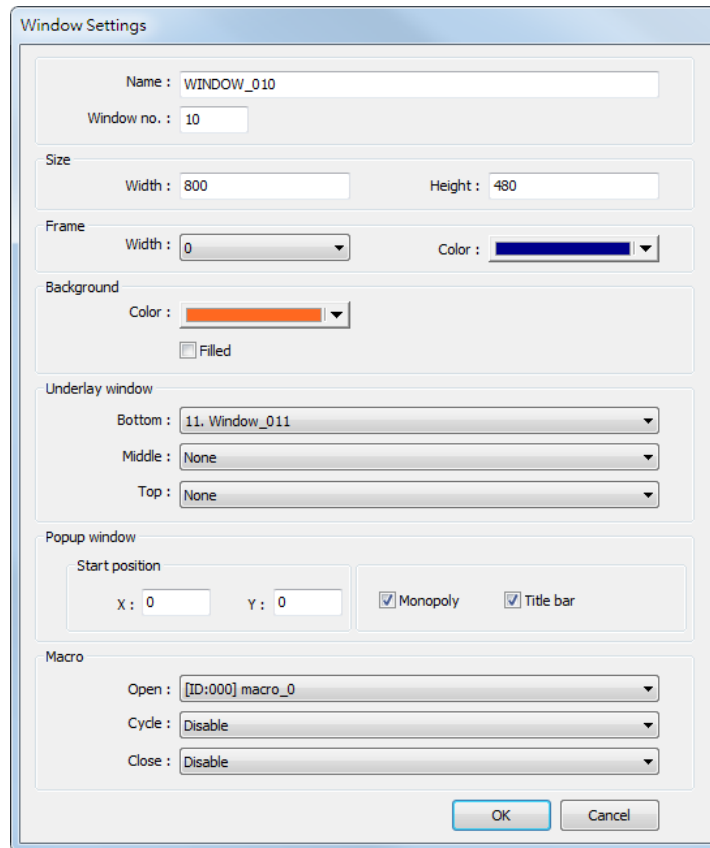 Window Settings
Name : WINDOW_010
Window no. : 10
Size
Width : 800 Height : 480
Frame
Width : 0 Color :
Background
Color :
Filled
Underlay window
Bottom : 11. Window_011
Middle : None
Top : None
Popup window
Start position
X : 0 Y : 0 Monopoly Title bar
Macro
Open : [ID:000] macro_0
Cycle : Disable
Close : Disable
OK Cancel